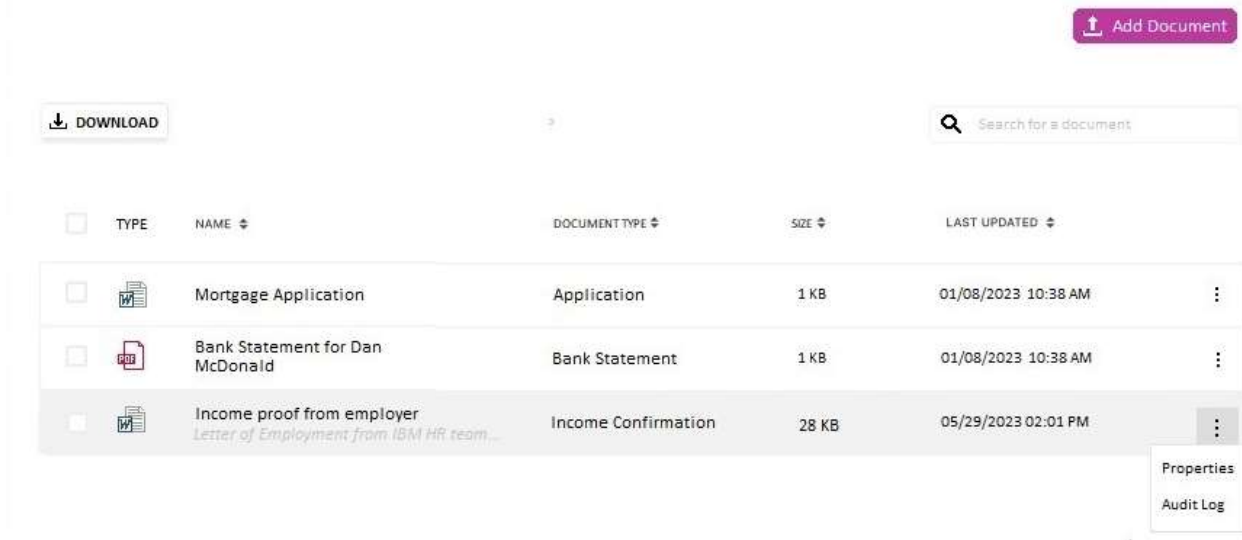 Add Document
DOWNLOAD
Search for a document
TYPE NAME DOCUMENT TYPE SIZE LAST UPDATED
W Mortgage Application Application 1 KB 01/08/2023 10:38 AM
PDF Bank Statement for Dan
McDonald Bank Statement 1 KB 01/08/2023 10:38 AM
W Income proof from employer Income Confirmation 28 KB 05/29/2023 02:01 PM
Letter of Employment from IBM HR team...
Properties
Audit Log